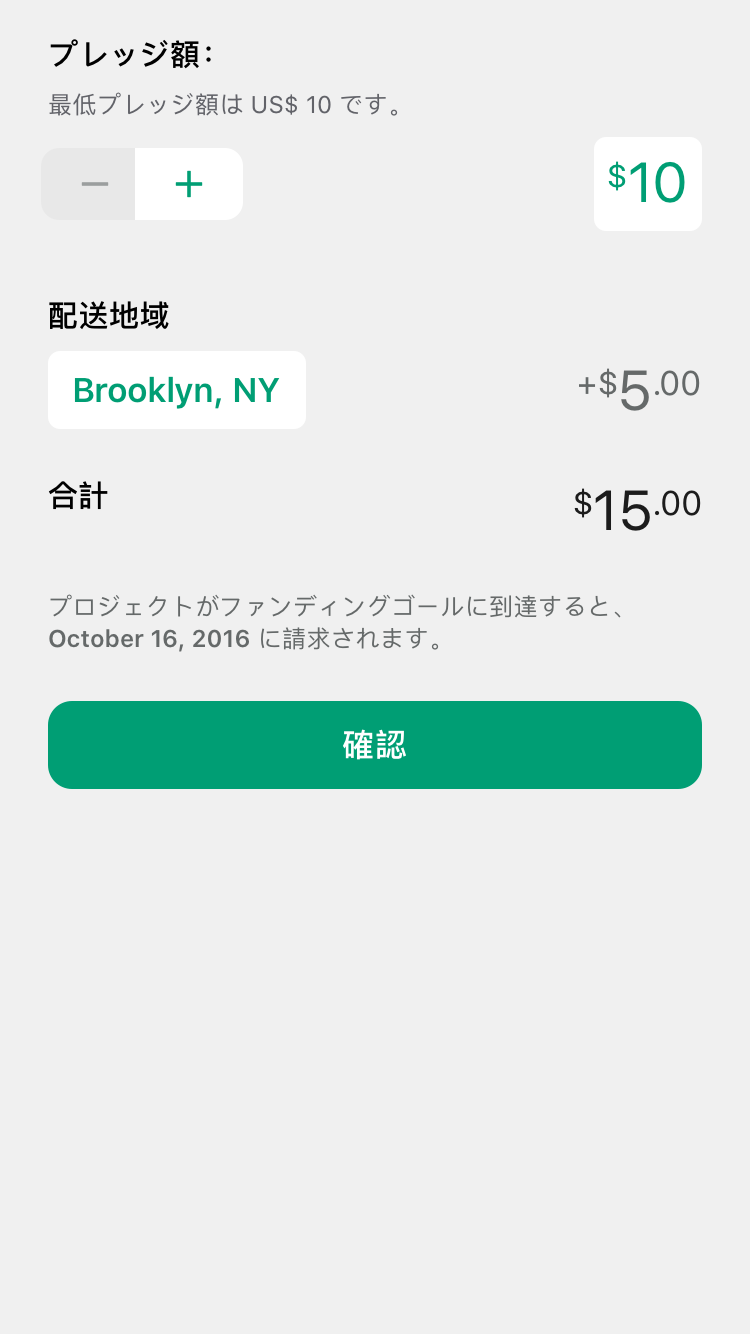 プレッジ額：
最低プレッジ額は US$ 10 です。
− +
$10
配送地域
Brooklyn, NY
+$5.00
合計
$15.00
プロジェクトがファンディングゴールに到達すると、
October 16, 2016 に請求されます。
確認